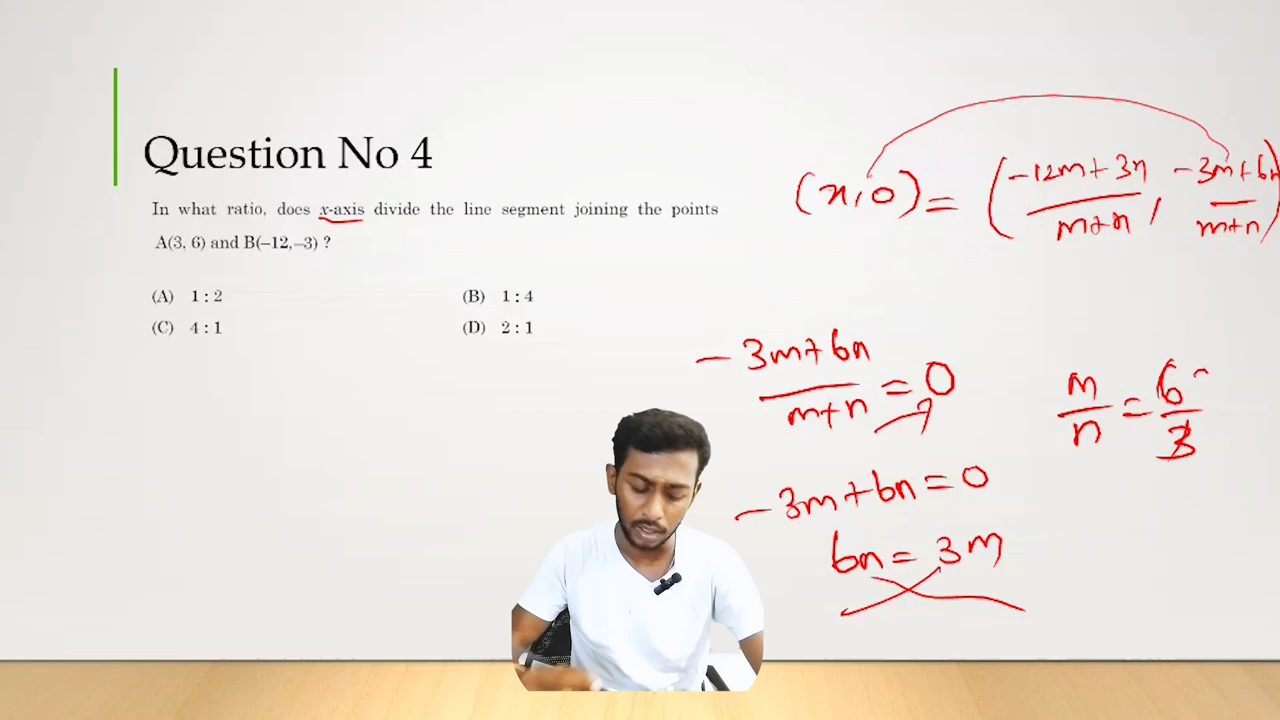 Question No 4
In what ratio, does x-axis divide the line segment joining the points
A(3, 6) and B(–12,–3) ?
(A) 1 : 2
(B) 1 : 4
(C) 4 : 1
(D) 2 : 1
(x,0) = (-12m+3n/m+n, -3m+6n/m+n)
-3m+6n/m+n = 0
m/n = 6/3
-3m+6n=0
6n=3m